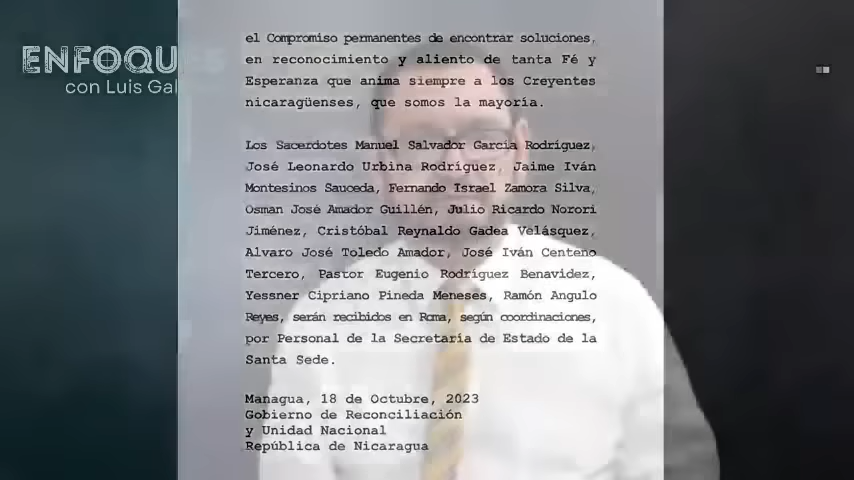 ENFOQUES
con Luis Gal
el Compromiso permanentes de encontrar soluciones,
en reconocimiento y aliento de tanta Fé y
Esperanza que anima siempre a los Creyentes
nicaragüenses, que somos la mayoría.
Los Sacerdotes Manuel Salvador García Rodríguez,
José Leonardo Urbina Rodríguez, Jaime Iván
Montesinos Sauceda, Fernando Israel Zamora Silva,
Osman José Amador Guillén, Julio Ricardo Norori
Jiménez, Cristóbal Reynaldo Gadea Velásquez,
Alvaro José Toledo Amador, José Iván Centeno
Tercero, Pastor Eugenio Rodríguez Benavidez,
Yessner Cipriano Pineda Meneses, Ramón Angulo
Reyes, serán recibidos en Roma, según coordinaciones,
por Personal de la Secretaría de Estado de la
Santa Sede.
Managua, 18 de Octubre, 2023
Gobierno de Reconciliación
y Unidad Nacional
República de Nicaragua